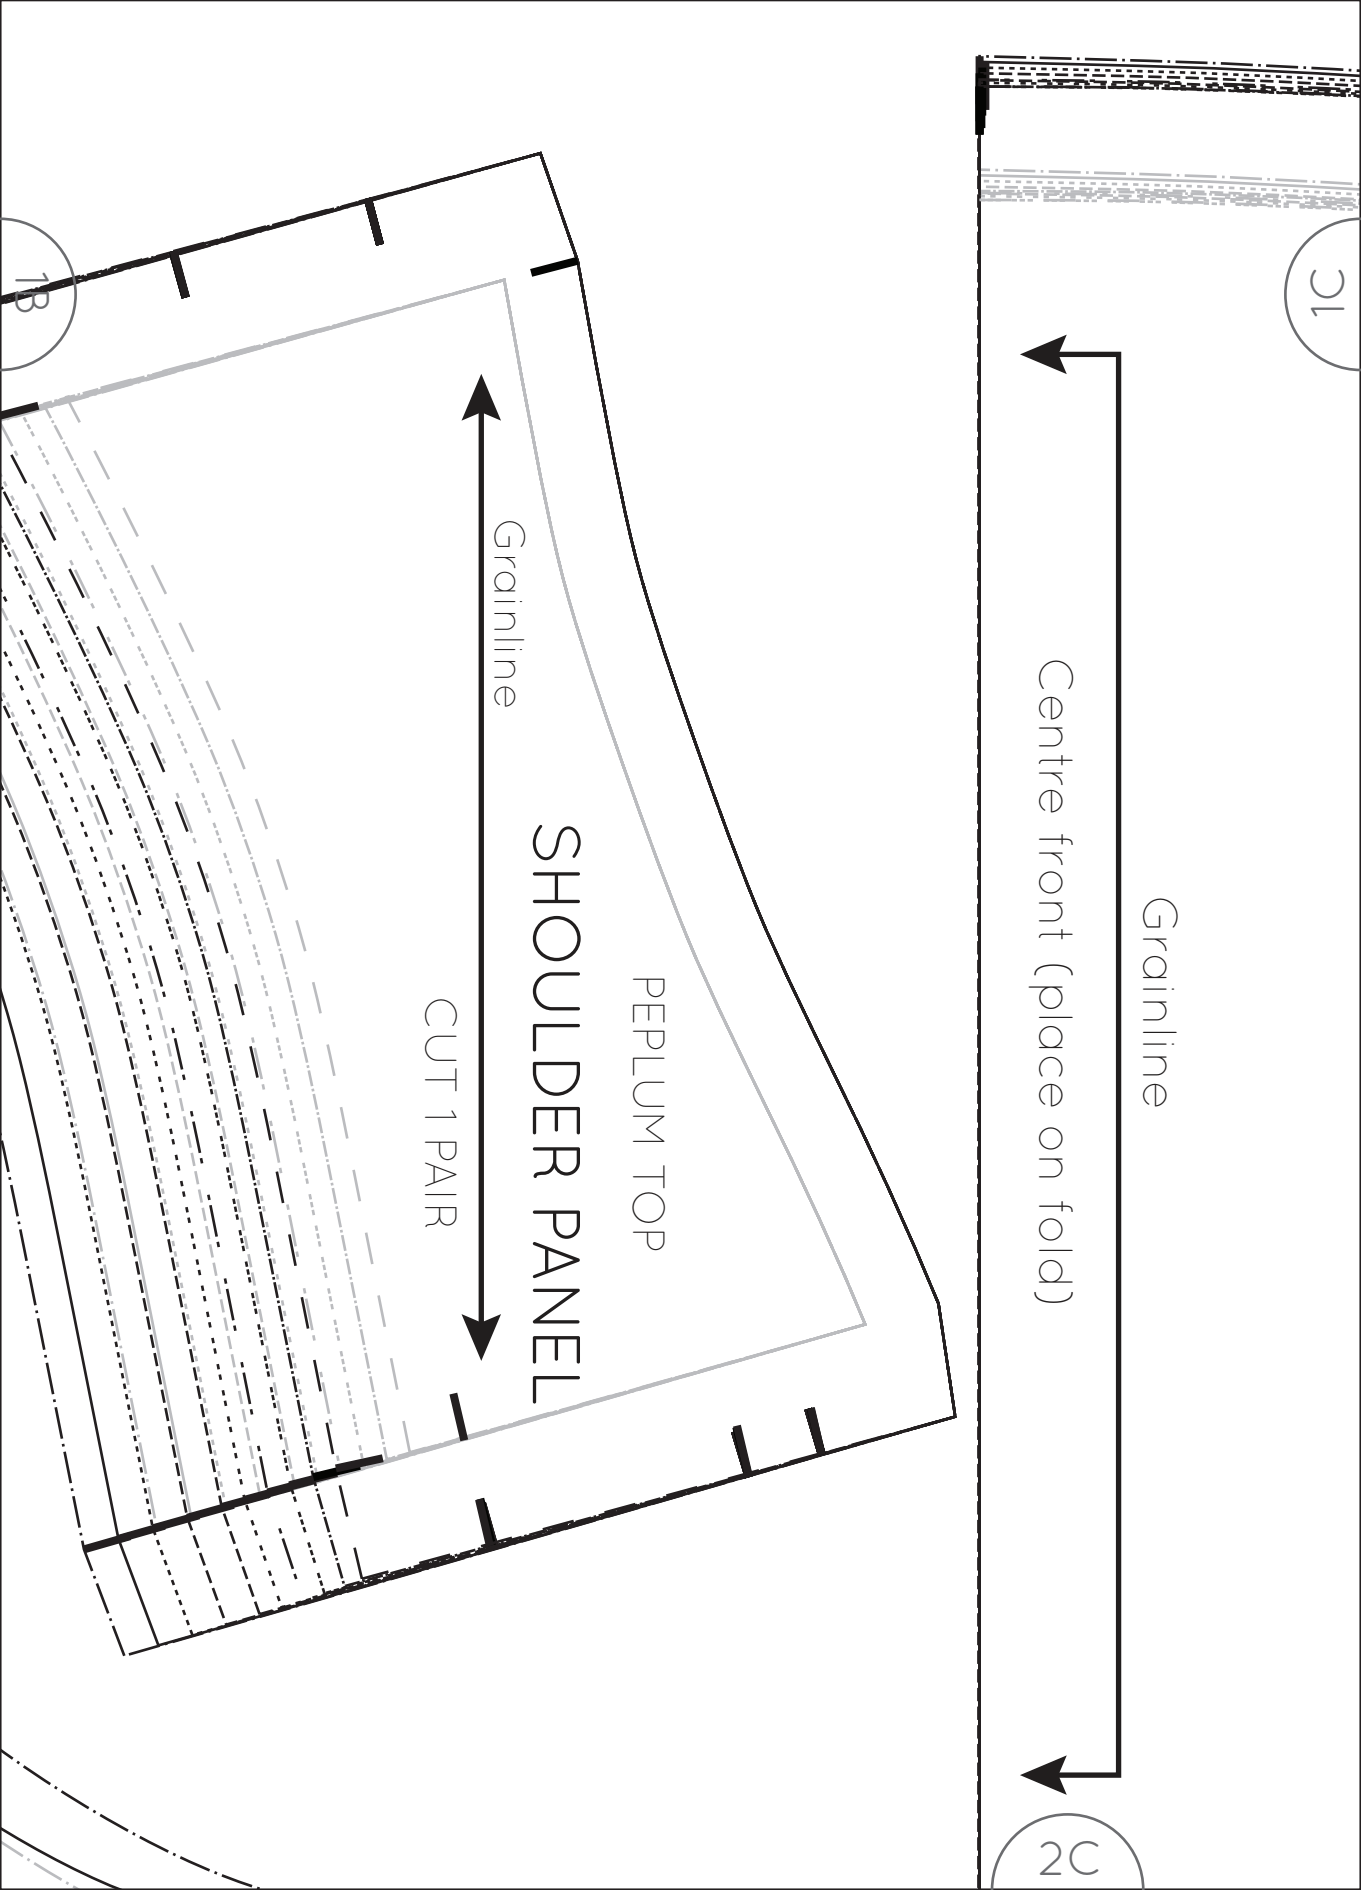 1B
1C
Grainline
Centre front (place on fold)
PEPLUM TOP
SHOULDER PANEL
Grainline
CUT 1 PAIR
2C